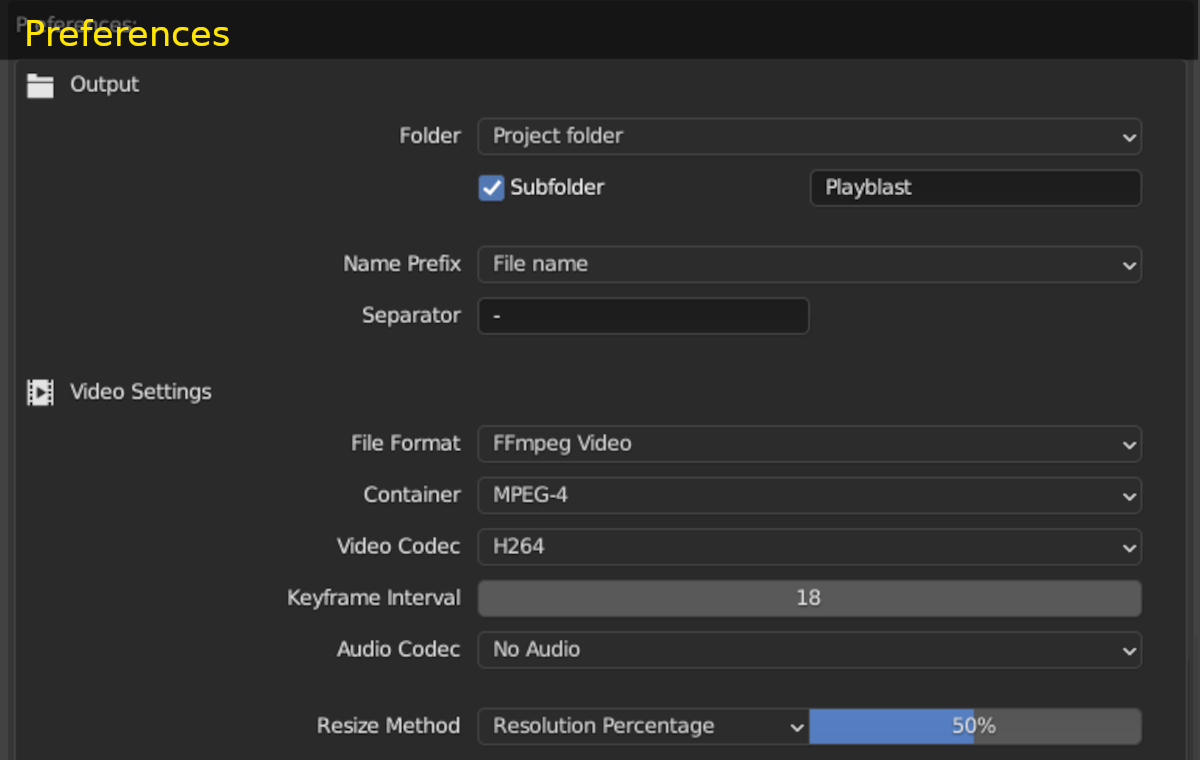 Preferences:
Preferences
Output
Folder Project folder
Subfolder Playblast
Name Prefix File name
Separator -
Video Settings
File Format FFmpeg Video
Container MPEG-4
Video Codec H264
Keyframe Interval 18
Audio Codec No Audio
Resize Method Resolution Percentage 50%